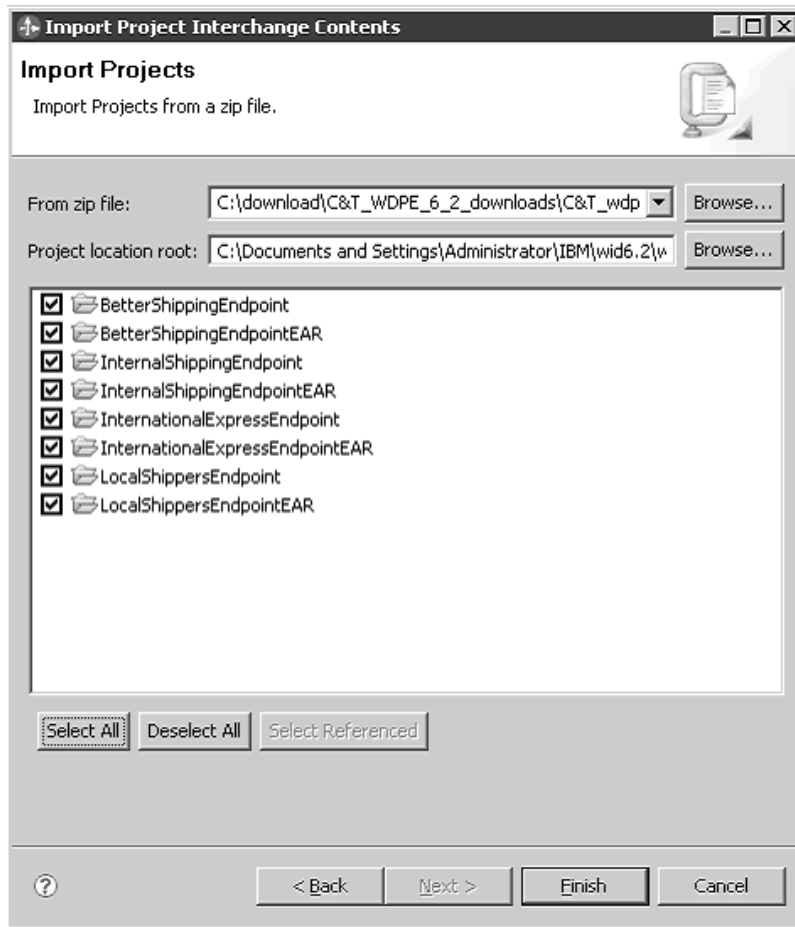 Import Project Interchange Contents
Import Projects
Import Projects from a zip file.
From zip file: C:\download\C&T_WDPE_6_2_downloads\C&T_wdp Browse...
Project location root: C:\Documents and Settings\Administrator\IBM\wid6.2\w Browse...
BetterShippingEndpoint
BetterShippingEndpointEAR
InternalShippingEndpoint
InternalShippingEndpointEAR
InternationalExpressEndpoint
InternationalExpressEndpointEAR
LocalShippersEndpoint
LocalShippersEndpointEAR
Select All Deselect All Select Referenced
? < Back Next > Finish Cancel